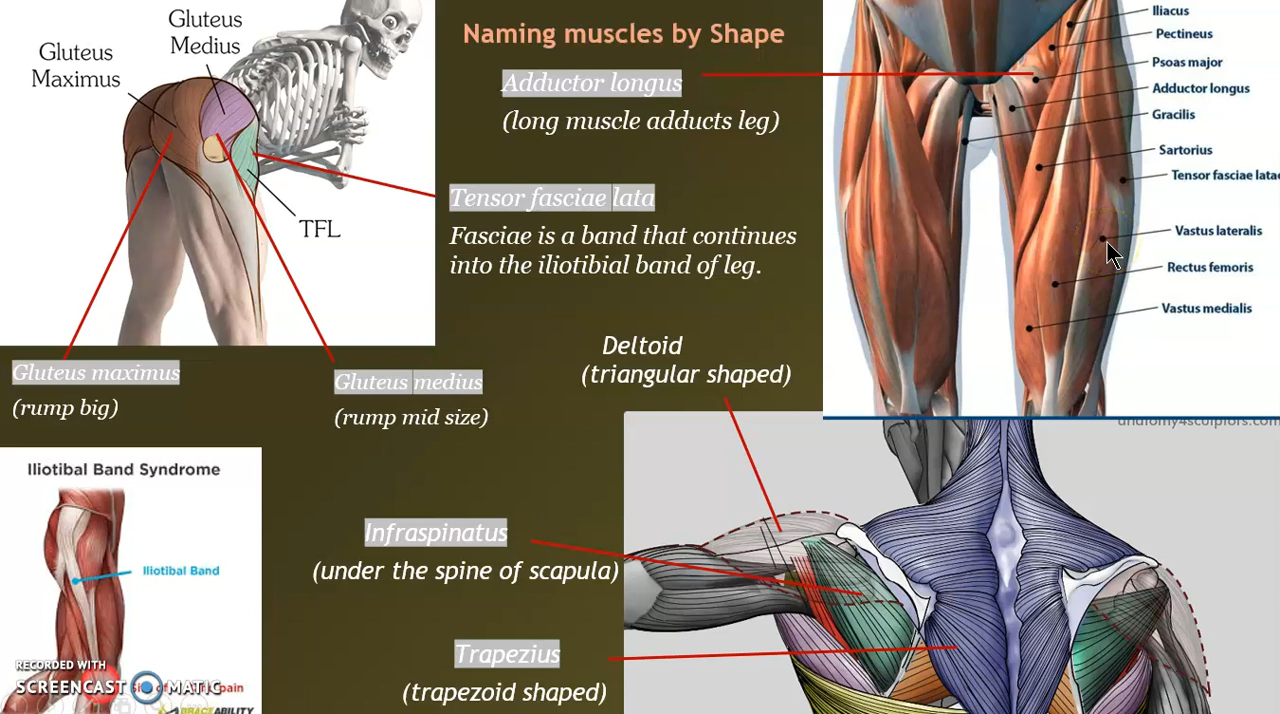 Gluteus
Medius
Gluteus
Maximus
TFL
Naming muscles by Shape
Adductor longus
(long muscle adducts leg)
Tensor fasciae lata
Fasciae is a band that continues
into the iliotibial band of leg.
Iliacus
Pectineus
Psoas major
Adductor longus
Gracilis
Sartorius
Tensor fasciae latae
Vastus lateralis
Rectus femoris
Vastus medialis
Gluteus maximus
(rump big)
Gluteus medius
(rump mid size)
Deltoid
(triangular shaped)
anatomy4sculptors.com
Iliotibial Band Syndrome
Iliotibial Band
Infraspinatus
(under the spine of scapula)
Trapezius
(trapezoid shaped)
RECORDED WITH
SCREENCAST MATIC
pain
BRACEABILITY